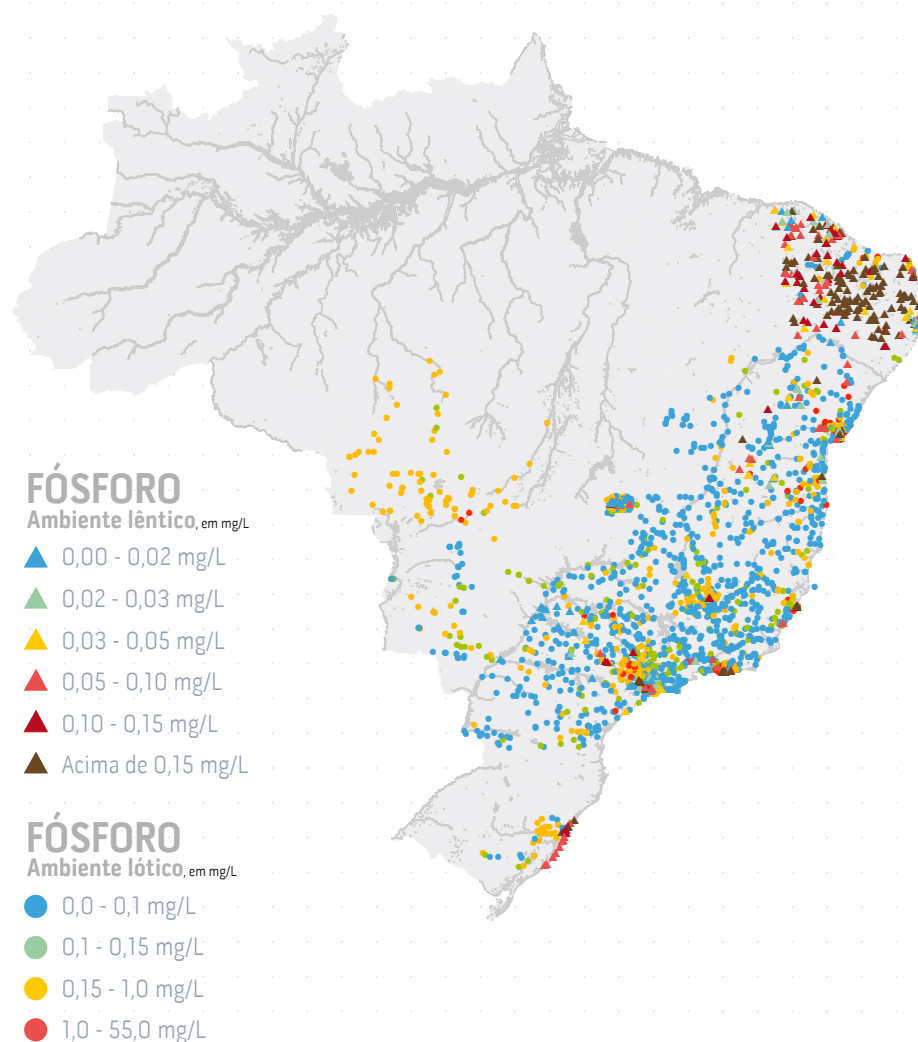 FÓSFORO
Ambiente lêntico, em mg/L
0,00 - 0,02 mg/L
0,02 - 0,03 mg/L
0,03 - 0,05 mg/L
0,05 - 0,10 mg/L
0,10 - 0,15 mg/L
Acima de 0,15 mg/L
FÓSFORO
Ambiente lótico, em mg/L
0,0 - 0,1 mg/L
0,1 - 0,15 mg/L
0,15 - 1,0 mg/L
1,0 - 55,0 mg/L